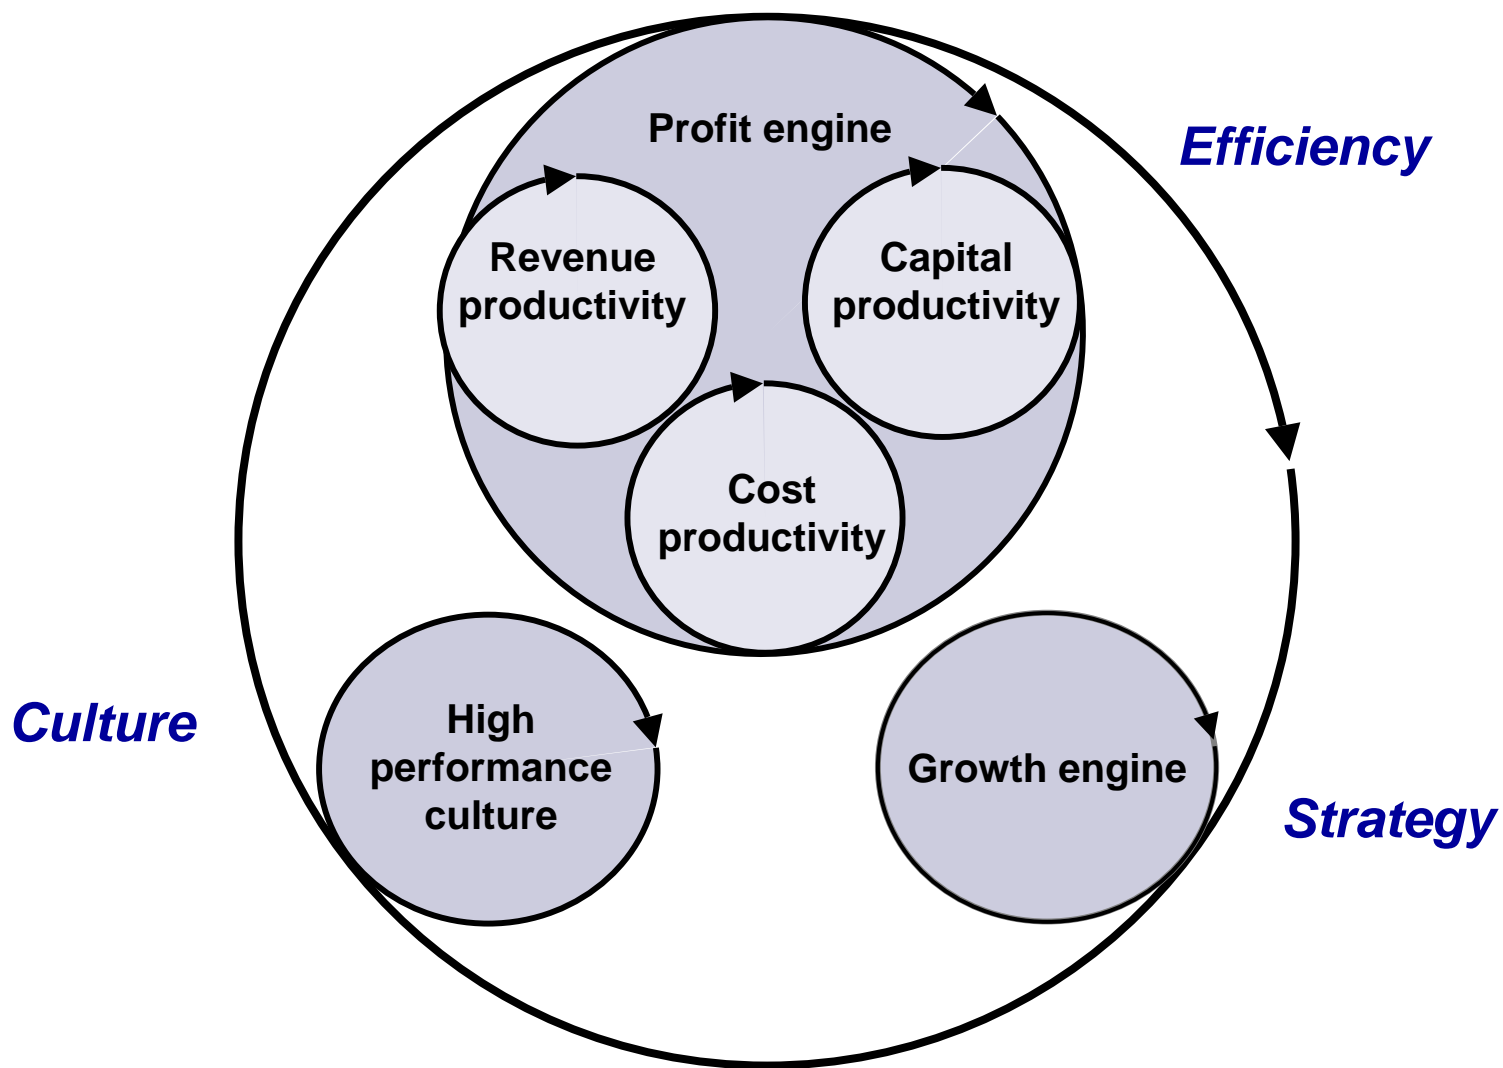 Profit engine
Efficiency
Revenue
productivity
Capital
productivity
Cost
productivity
High
performance
culture
Culture
Growth engine
Strategy